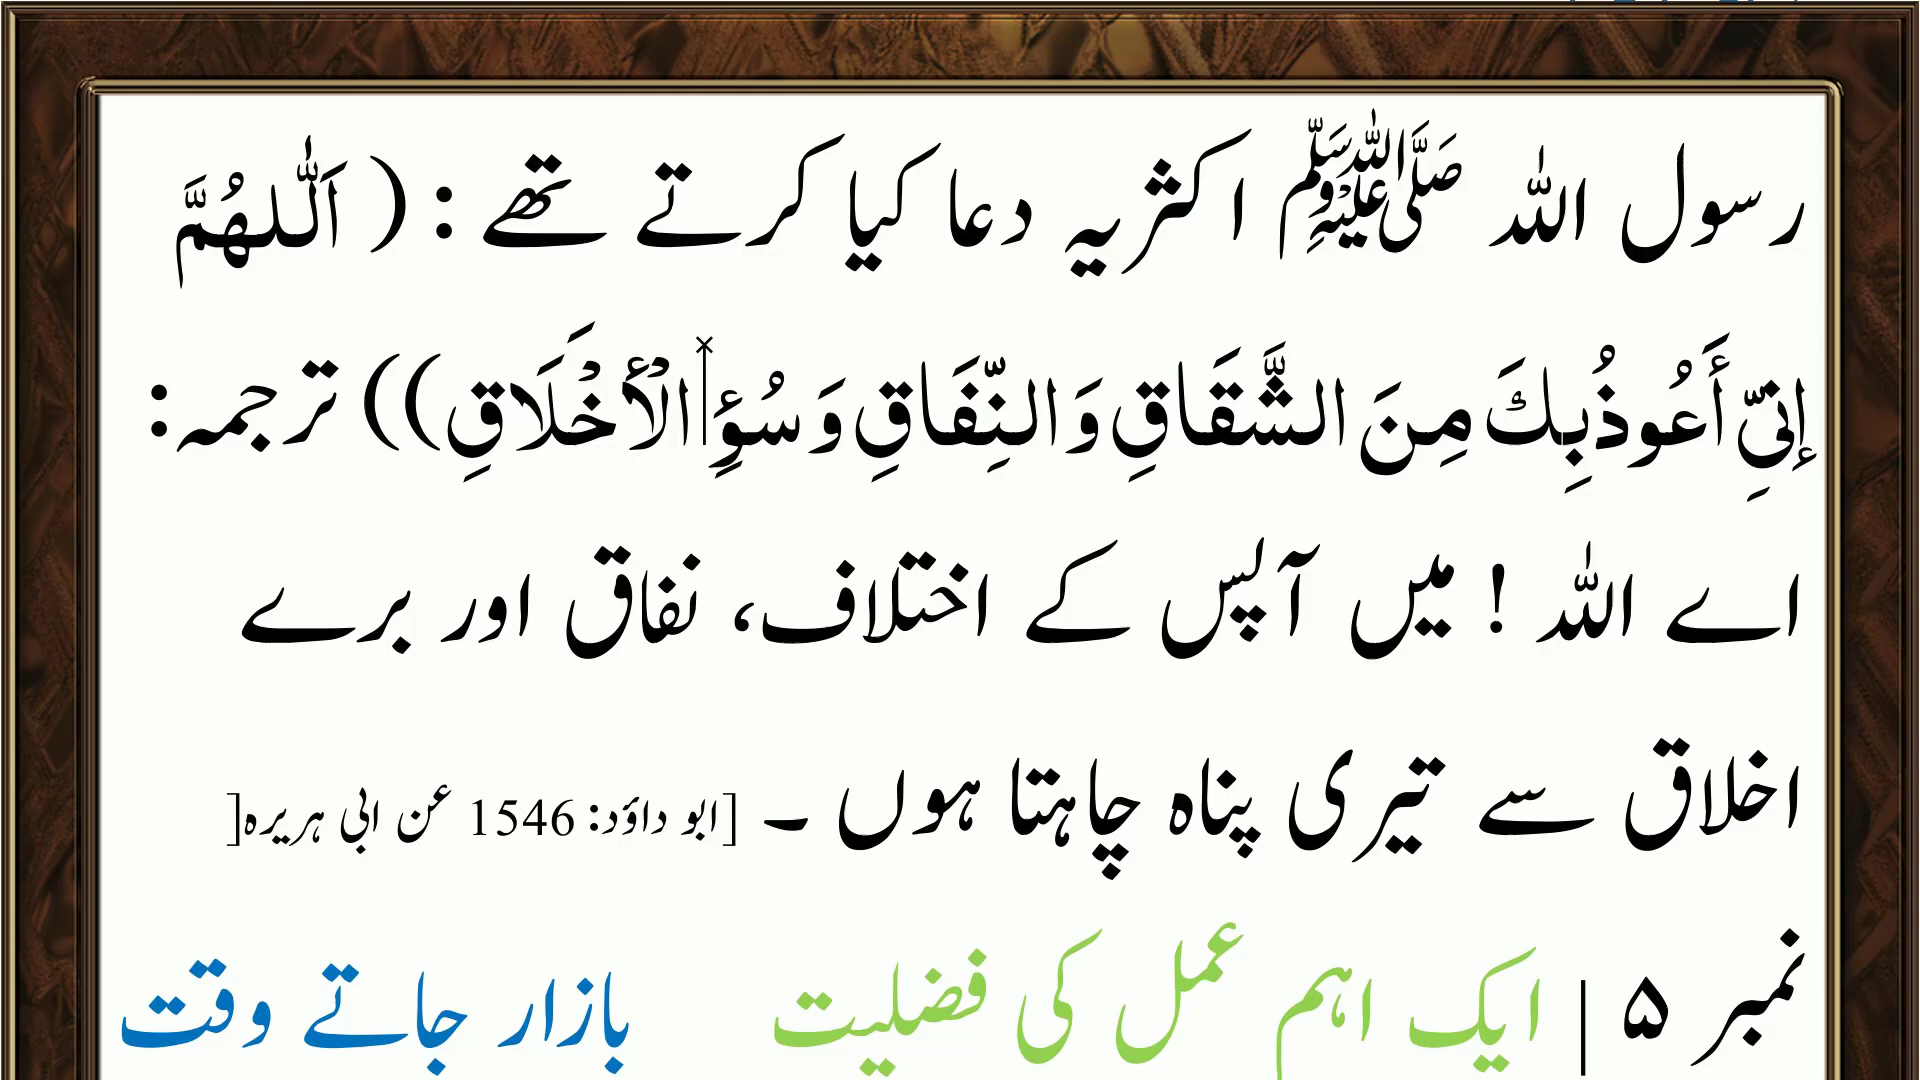 رسول اللہ ﷺ اکثریہ دعا کیا کرتے تھے : ( اَللّٰهُمَّ
إِنِّي أَعُوذُبِكَ مِنَ الشَّقَاقِ وَالنِّفَاقِ وَسُؤِالْأَخْلَاقِ)) ترجمہ:
اے اللہ ! میں آپس کے اختلاف، نفاق اور برے
اخلاق سے تیری پناہ چاہتا ہوں ۔ [ابو داؤد: 1546 عن ابی ہریرہ[
نمبر ۵ | ایک اہم عمل کی فضلیت بازار جاتے وقت